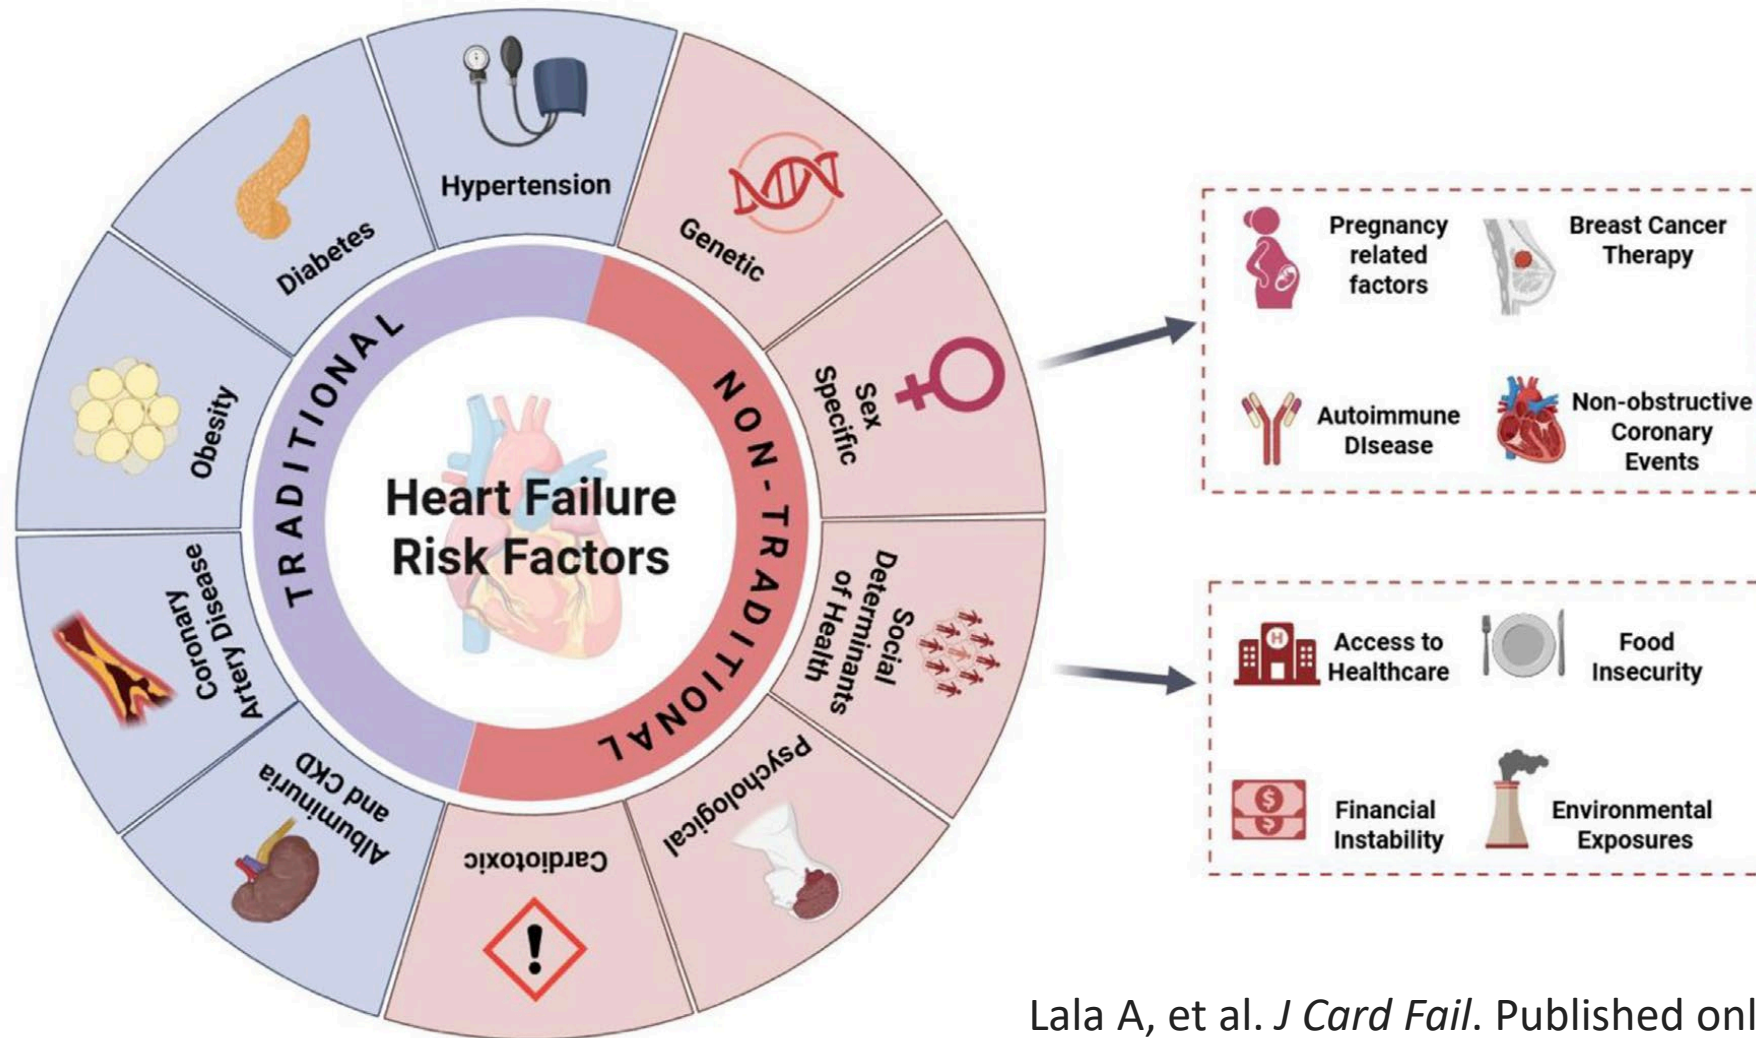 Hypertension
Genetic
Sex
Specific
Social
Determinants
of Health
Psychological
Cardiotoxic
Albuminuria
and CKD
Coronary
Artery Disease
Obesity
Diabetes
TRADITIONAL
NON-TRADITIONAL
Heart Failure
Risk Factors
Pregnancy
related
factors
Breast Cancer
Therapy
Autoimmune
DIsease
Non-obstructive
Coronary
Events
H
Access to
Healthcare
Food
Insecurity
$
$
Financial
Instability
Environmental
Exposures
!
Lala A, et al. J Card Fail. Published onl